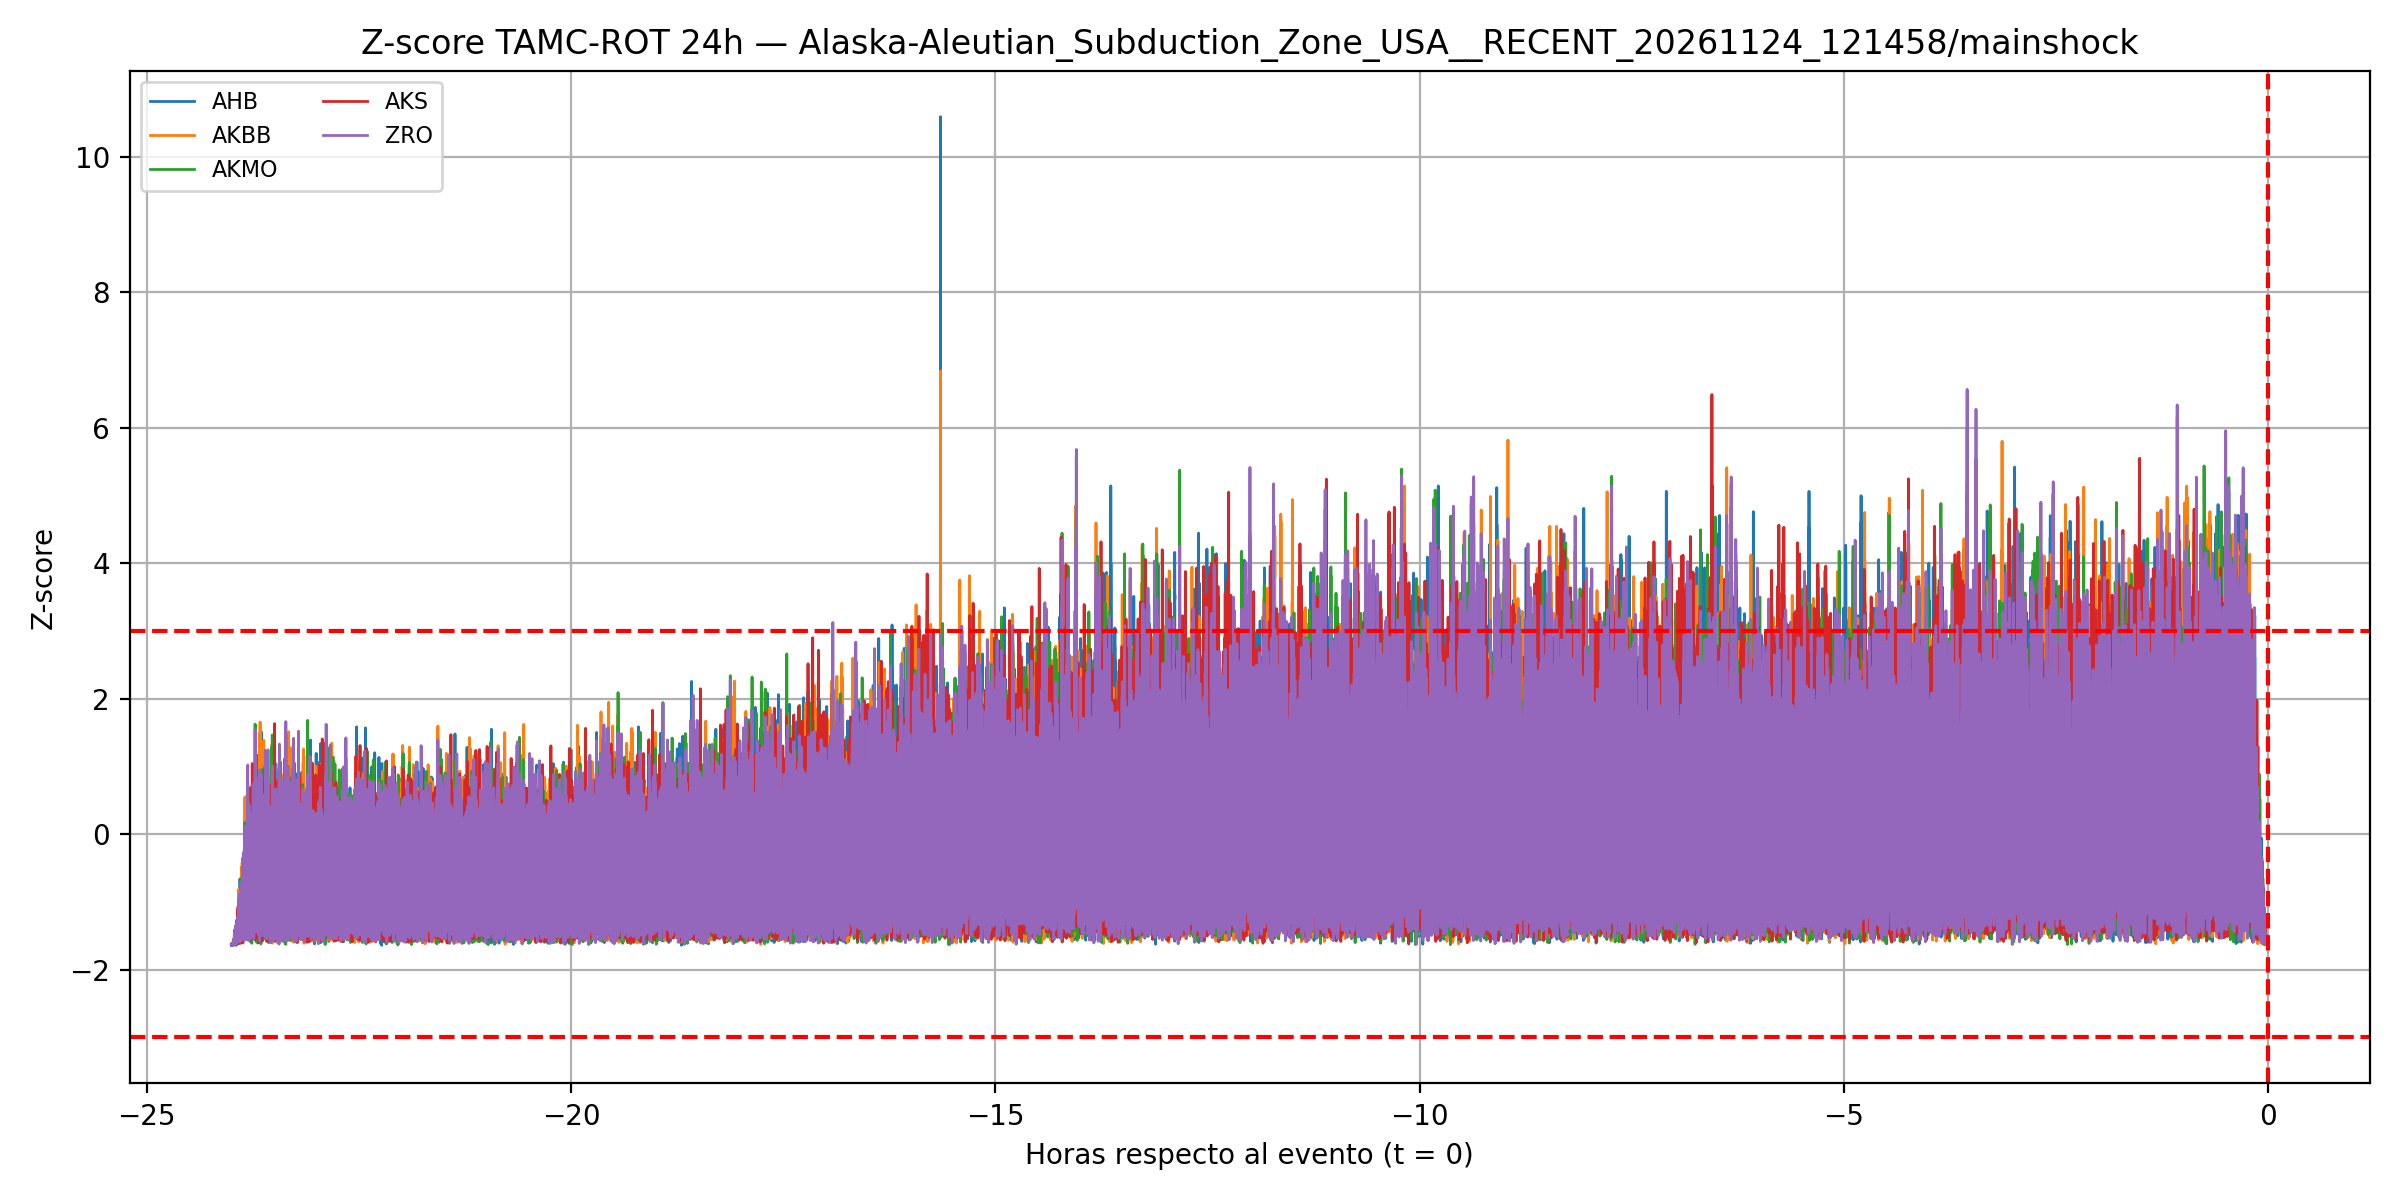 Z-score TAMC-ROT 24h — Alaska-Aleutian_Subduction_Zone_USA__RECENT_20261124_121458/mainshock
AHB
AKBB
AKMO
AKS
ZRO
10
8
6
4
2
0
−2
Z-score
−25
−20
−15
−10
−5
0
Horas respecto al evento (t = 0)